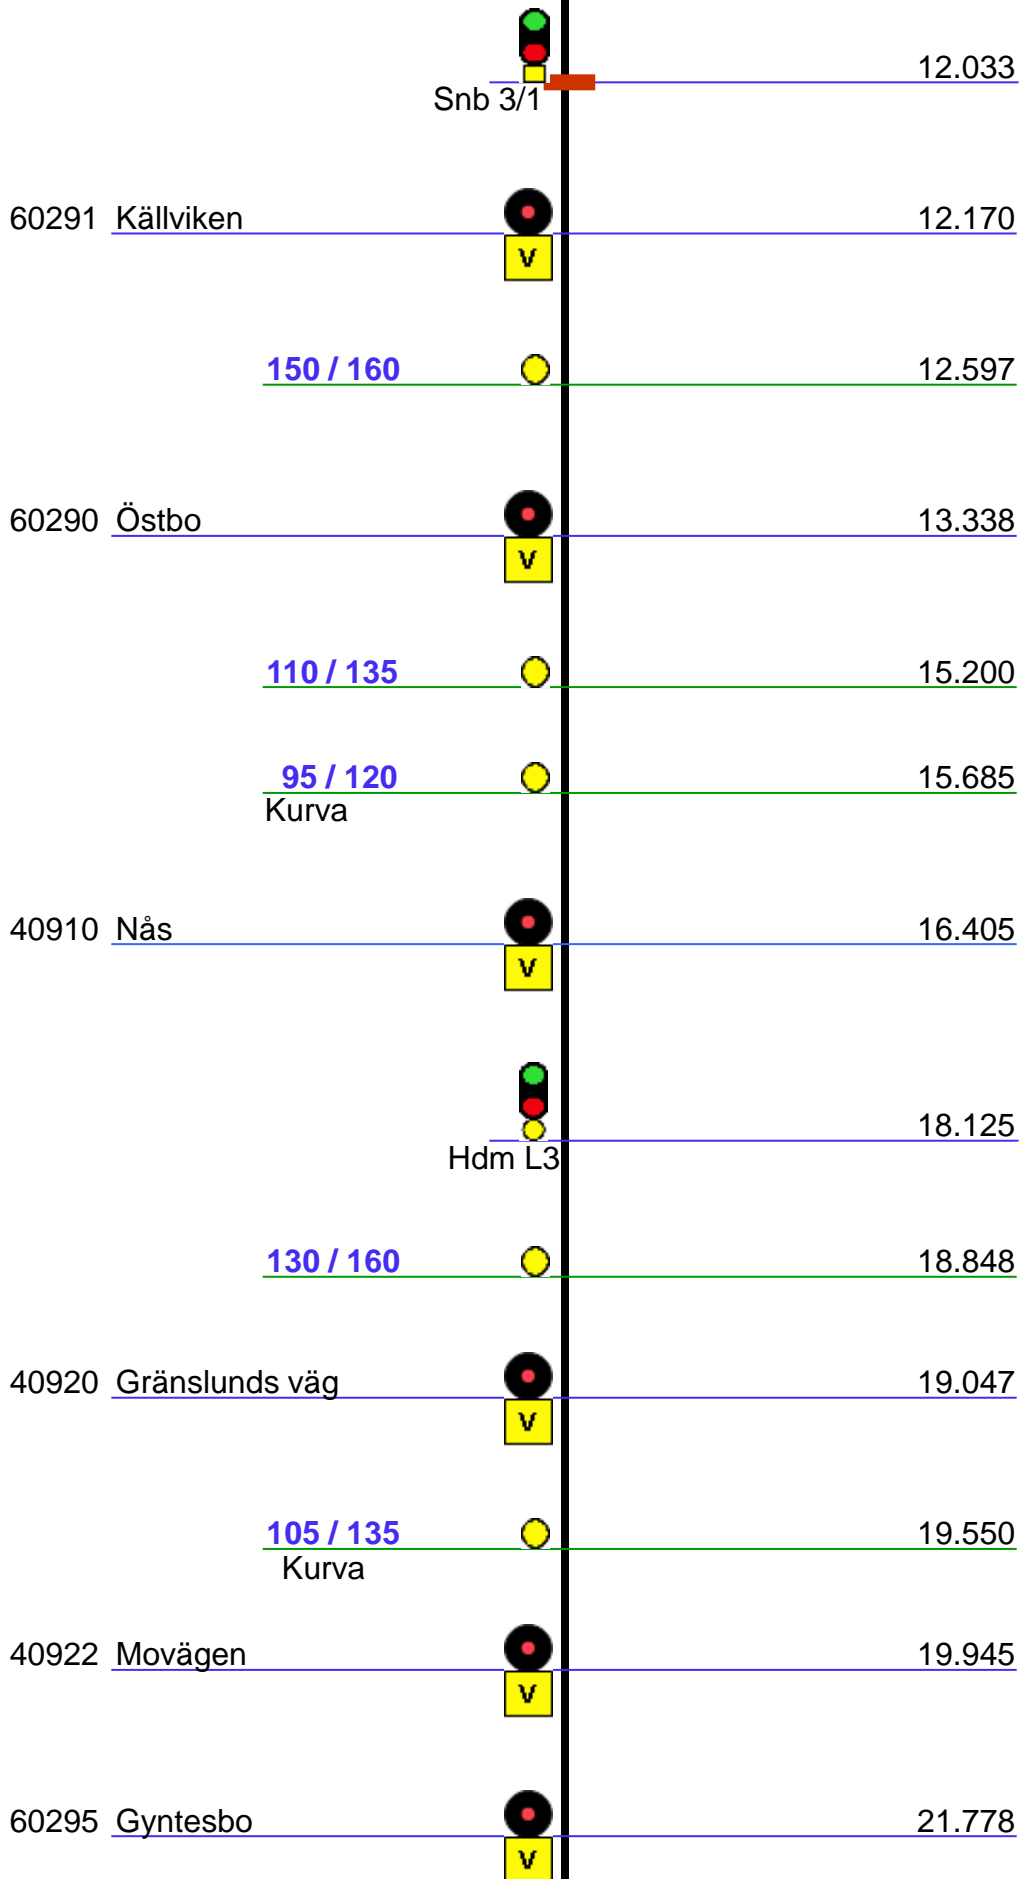 12.033
Snb 3/1
60291 Källviken 12.170
V
150 / 160 12.597
60290 Östbo 13.338
V
110 / 135 15.200
95 / 120 15.685
Kurva
40910 Nås 16.405
V
18.125
Hdm L3
130 / 160 18.848
40920 Gränslunds väg 19.047
V
105 / 135 19.550
Kurva
40922 Movägen 19.945
V
60295 Gyntesbo 21.778
V